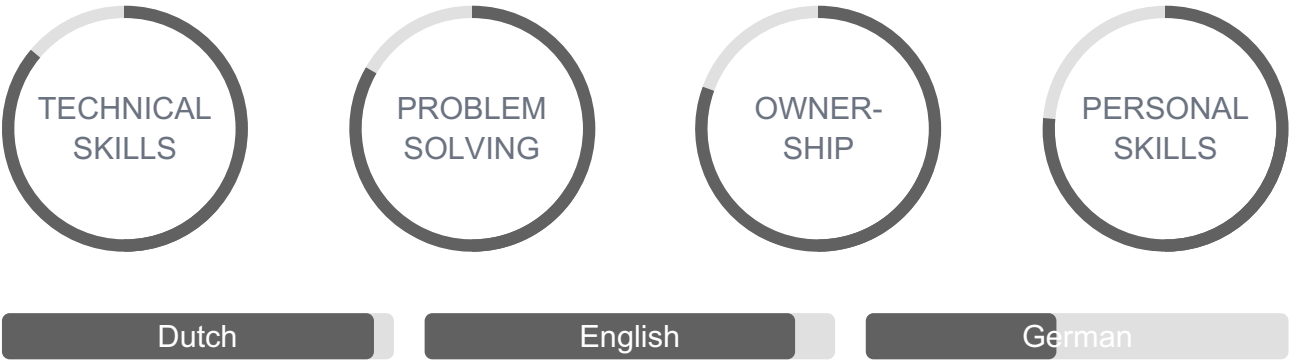 TECHNICAL
SKILLS
PROBLEM
SOLVING
OWNER-
SHIP
PERSONAL
SKILLS
Dutch
English
German